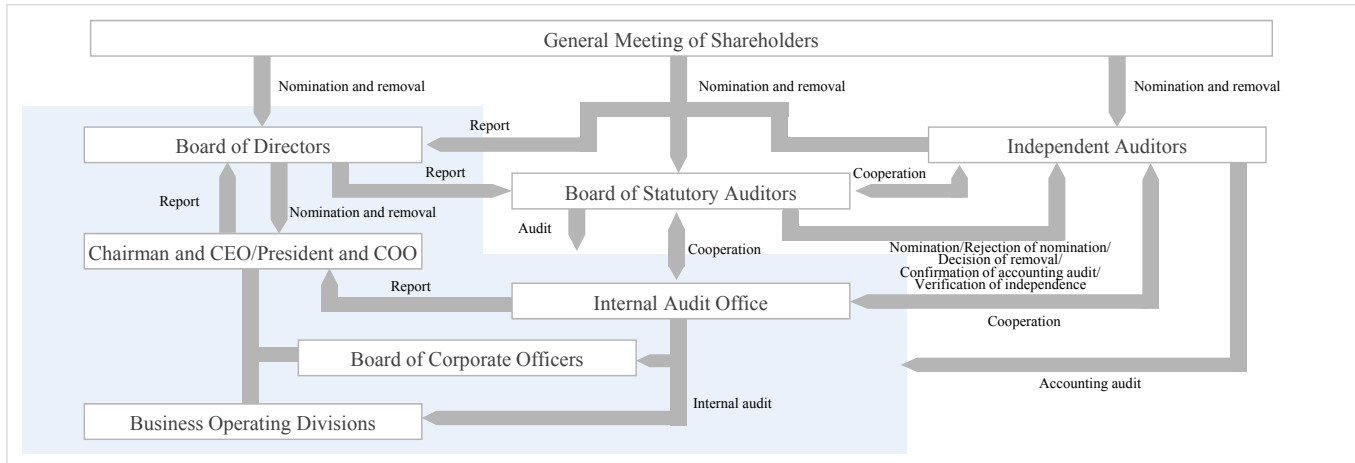 General Meeting of Shareholders
Nomination and removal
Nomination and removal
Nomination and removal
Report
Board of Directors
Independent Auditors
Report
Cooperation
Board of Statutory Auditors
Report
Nomination and removal
Audit
Chairman and CEO/President and COO
Cooperation
Nomination/Rejection of nomination/
Decision of removal/
Confirmation of accounting audit/
Verification of independence
Report
Internal Audit Office
Cooperation
Board of Corporate Officers
Accounting audit
Internal audit
Business Operating Divisions